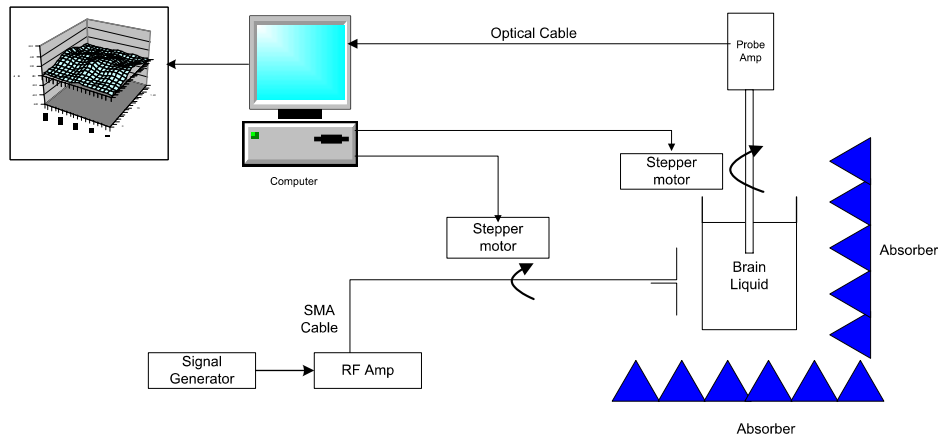 Optical Cable
Probe
Amp
Computer
Stepper
motor
Stepper
motor
Absorber
Brain
Liquid
SMA
Cable
Signal
Generator
RF Amp
Absorber